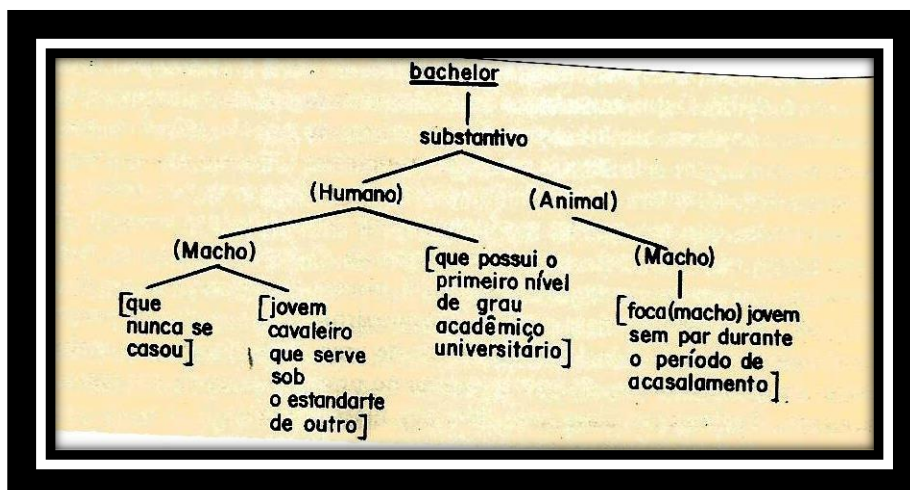 bachelor
substantivo
(Humano)
(Animal)
(Macho)
(Macho)
[que
nunca se
casou]
[jovem
cavaleiro
que serve
sob
o estandarte
de outro]
[que possui o
primeiro nível
de grau
acadêmico
universitário]
[foca(macho) jovem
sem par durante
o período de
acasalamento]